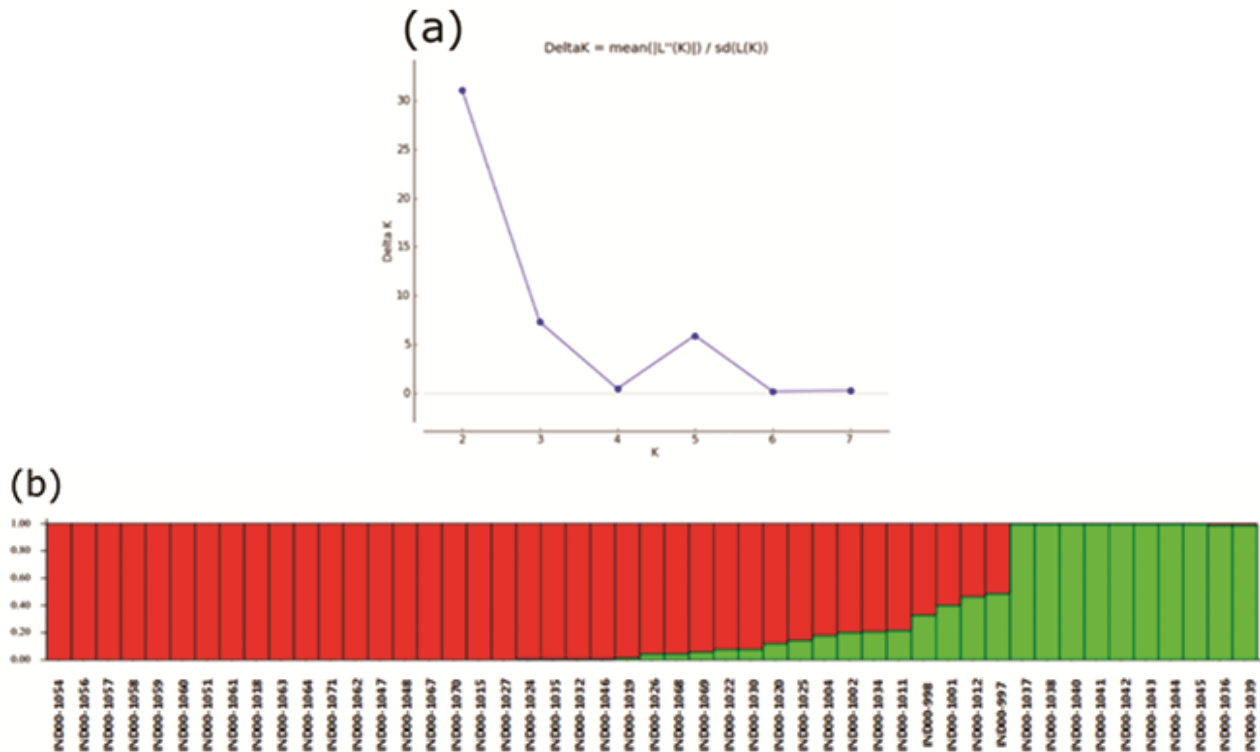 (a)
DeltaK = mean(|L"(K)|) / sd(L(K))
30
25
20
15
10
5
0
Delta K
2 3 4 5 6 7
K
(b)
1.00
0.80
0.60
0.40
0.20
0.00
INDO0-1054
INDO0-1056
INDO0-1057
INDO0-1058
INDO0-1059
INDO0-1060
INDO0-1051
INDO0-1061
INDO0-1018
INDO0-1063
INDO0-1064
INDO0-1071
INDO0-1062
INDO0-1047
INDO0-1048
INDO0-1067
INDO0-1070
INDO0-1015
INDO0-1027
INDO0-1024
INDO0-1035
INDO0-1032
INDO0-1046
INDO0-1019
INDO0-1026
INDO0-1068
INDO0-1069
INDO0-1022
INDO0-1030
INDO0-1020
INDO0-1025
INDO0-1004
INDO0-1002
INDO0-1034
INDO0-1011
INDO0-998
INDO0-1001
INDO0-1012
INDO0-997
INDO0-1037
INDO0-1038
INDO0-1040
INDO0-1041
INDO0-1042
INDO0-1043
INDO0-1044
INDO0-1045
INDO0-1036
INDO0-1039